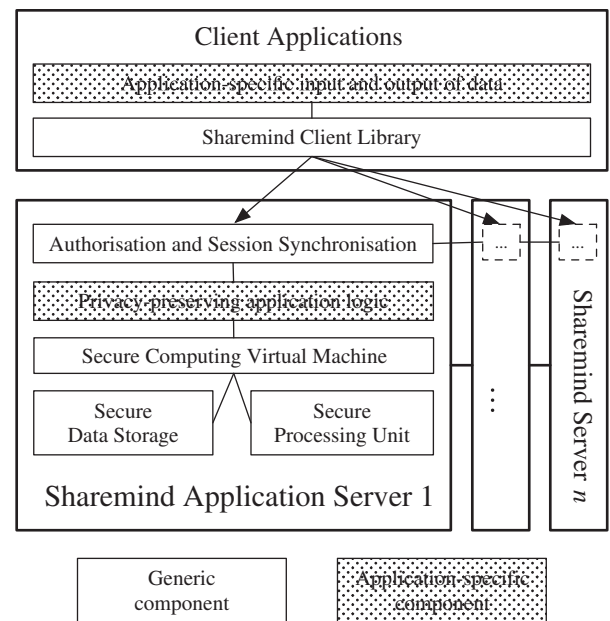 Client Applications
Application-specific input and output of data
Sharemind Client Library
Authorisation and Session Synchronisation
...
...
Privacy-preserving application logic
Secure Computing Virtual Machine
Secure
Data Storage
Secure
Processing Unit
Sharemind Application Server 1
...
Sharemind Server n
Generic
component
Application-specific
component